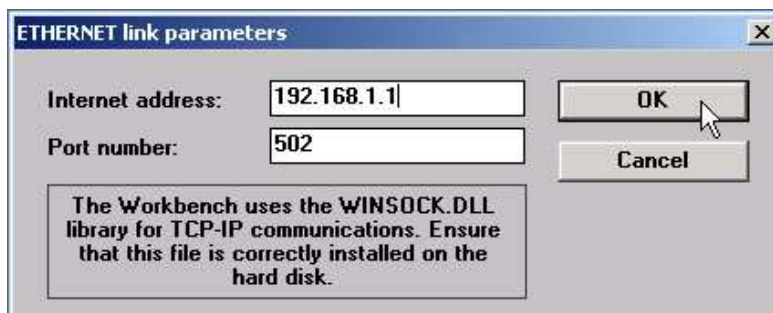 ETHERNET link parameters
Internet address: 192.168.1.1 OK
Port number: 502
Cancel
The Workbench uses the WINSOCK.DLL
library for TCP-IP communications. Ensure
that this file is correctly installed on the
hard disk.